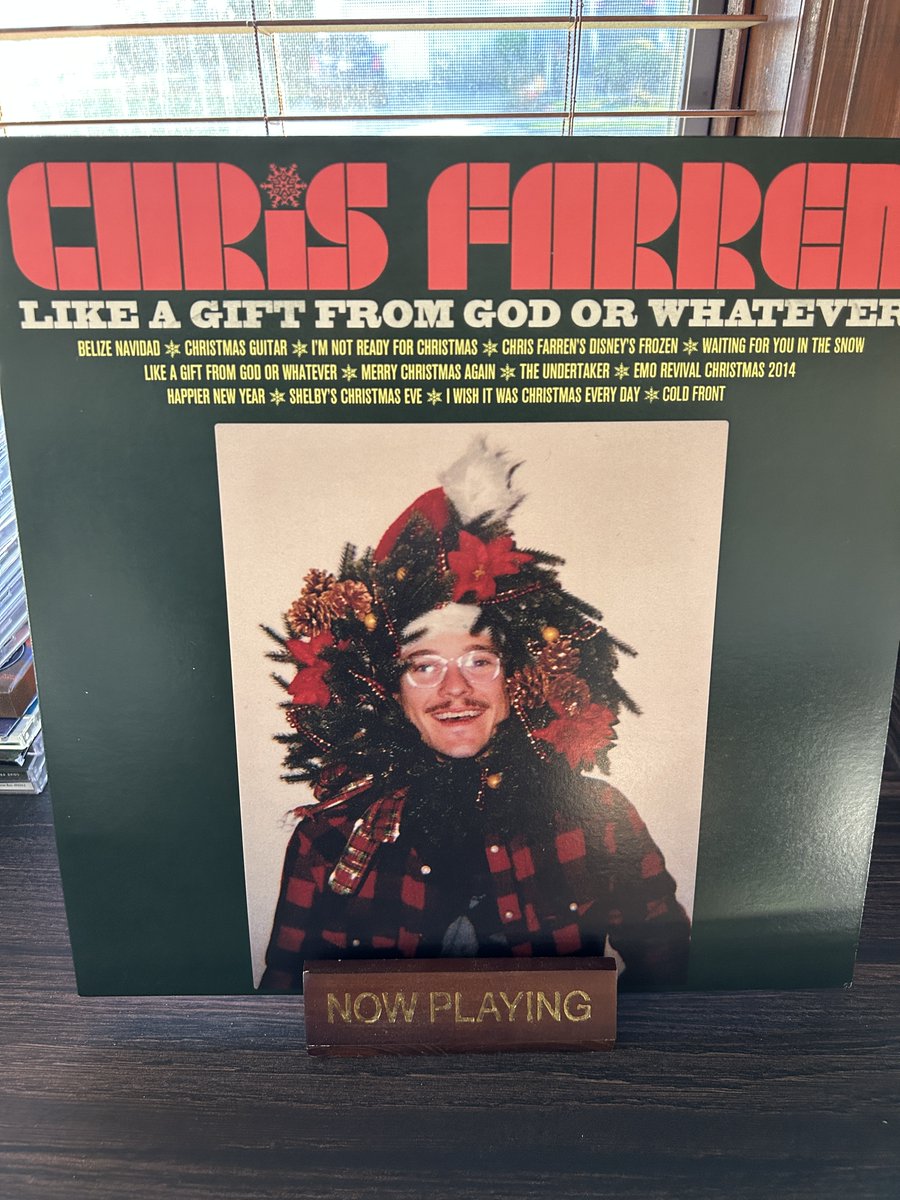 CHRIS FARREN
LIKE A GIFT FROM GOD OR WHATEVER
BELIZE NAVIDAD ❄ CHRISTMAS GUITAR ❄ I'M NOT READY FOR CHRISTMAS ❄ CHRIS FARREN'S DISNEY'S FROZEN ❄ WAITING FOR YOU IN THE SNOW
LIKE A GIFT FROM GOD OR WHATEVER ❄ MERRY CHRISTMAS AGAIN ❄ THE UNDERTAKER ❄ EMO REVIVAL CHRISTMAS 2014
HAPPIER NEW YEAR ❄ SHELBY'S CHRISTMAS EVE ❄ I WISH IT WAS CHRISTMAS EVERY DAY ❄ COLD FRONT
NOW PLAYING